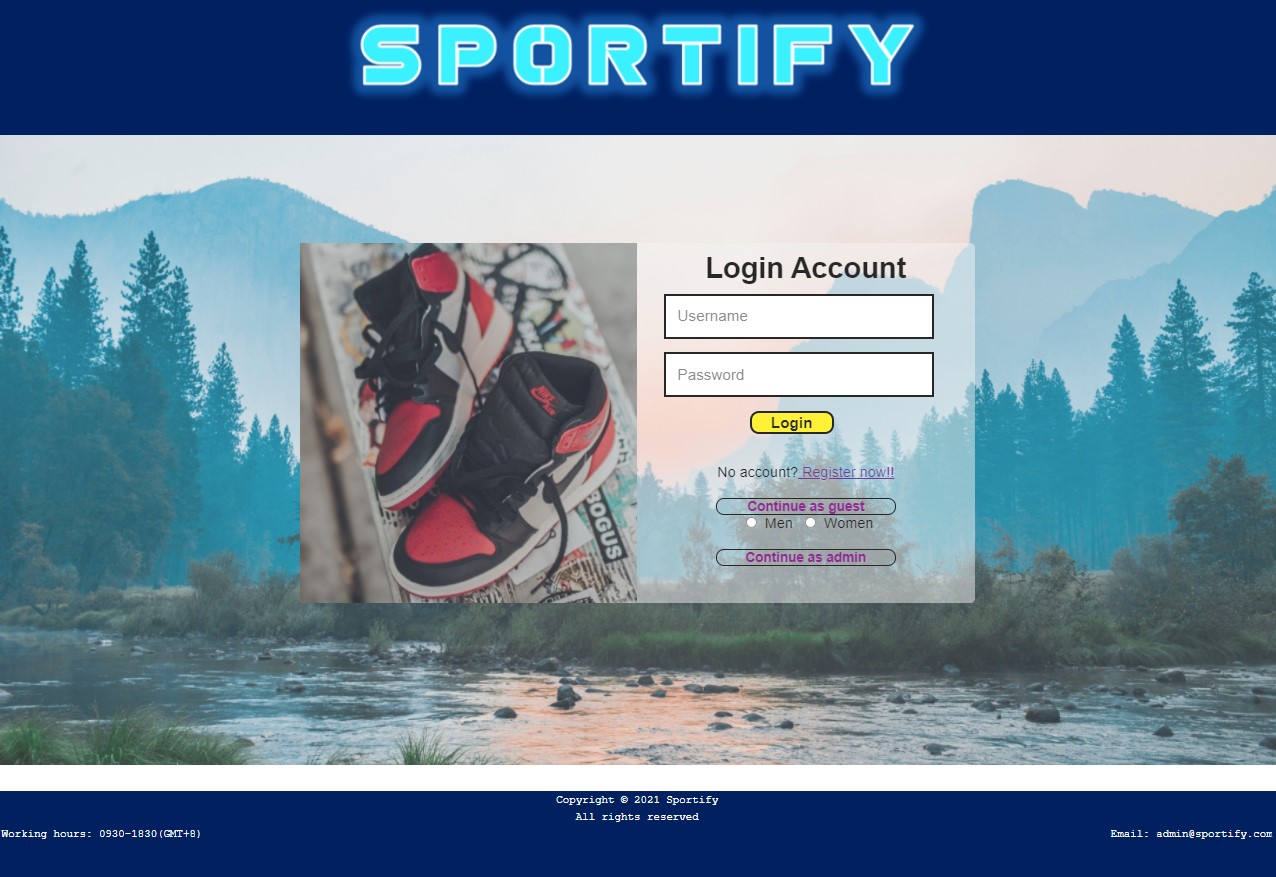 SPORTIFY
Login Account
Username
Password
Login
No account? Register now!!
Continue as guest
Men Women
Continue as admin
BOGUS
Copyright © 2021 Sportify
All rights reserved
Working hours: 0930-1830(GMT+8)
Email: admin@sportify.com